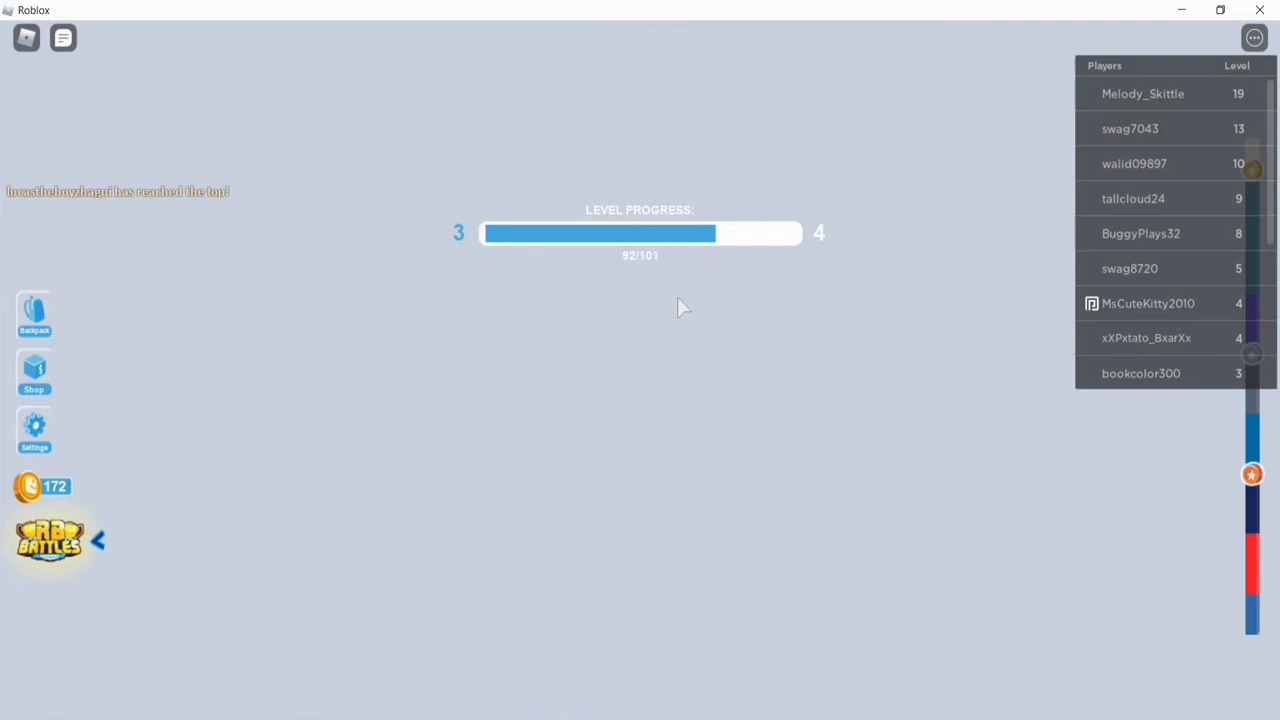 Roblox
Players Level
Melody_Skittle 19
swag7043 13
walid09897 10
tallcloud24 9
BuggyPlays32 8
swag8720 5
MsCuteKitty2010 4
xXPxtato_BxarXx 4
bookcolor300 3
lucastheboyzhagui has reached the top!
LEVEL PROGRESS:
3 4
92/101
Backpack
Shop
Settings
172
RB
BATTLES